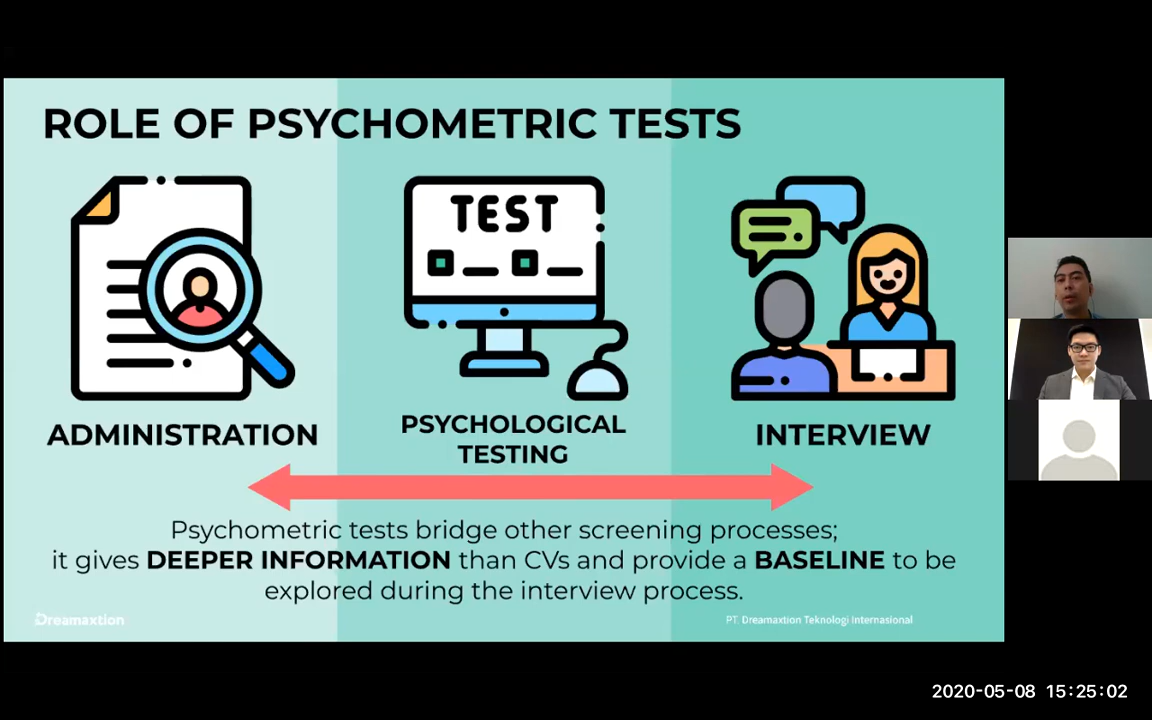 ROLE OF PSYCHOMETRIC TESTS
TEST
ADMINISTRATION
PSYCHOLOGICAL
TESTING
INTERVIEW
Psychometric tests bridge other screening processes;
it gives DEEPER INFORMATION than CVs and provide a BASELINE to be
explored during the interview process.
Dreamaxtion
PT. Dreamaxtion Teknologi Internasional
2020-05-08 15:25:02